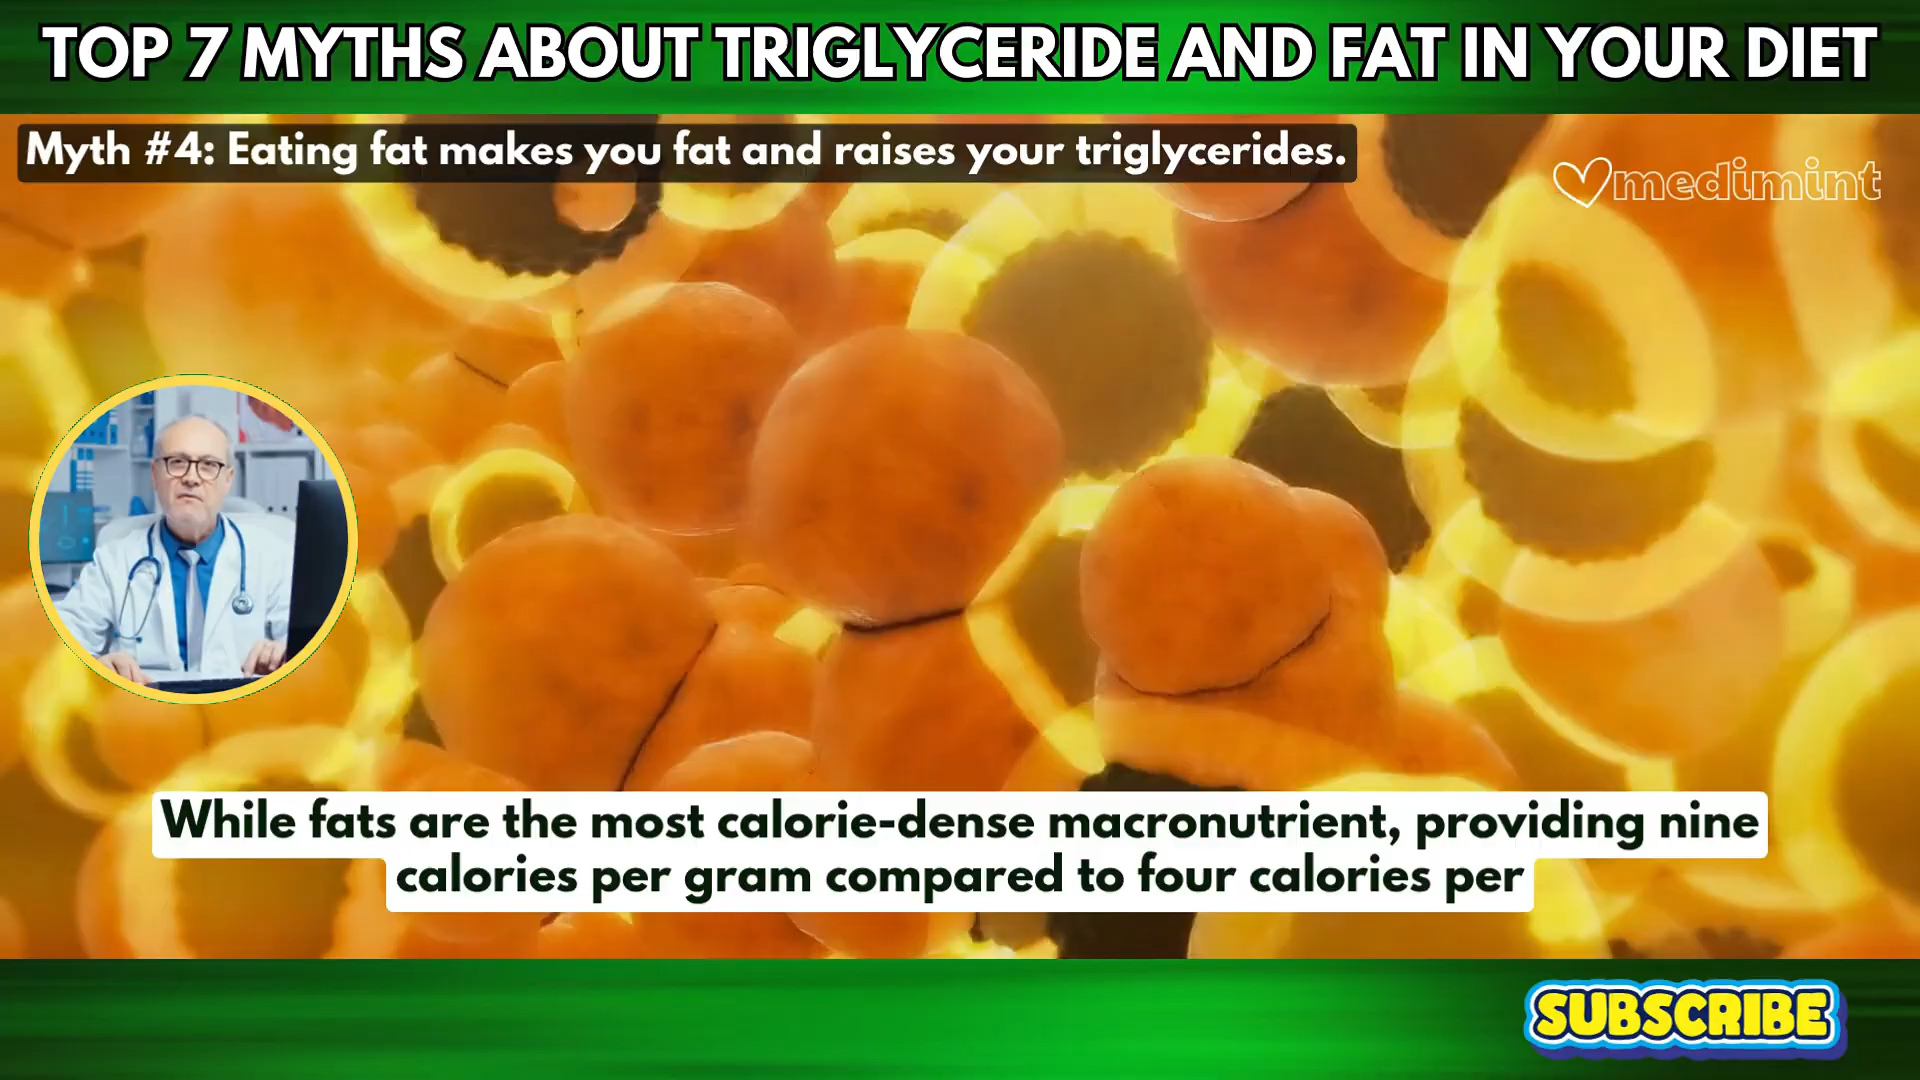 TOP 7 MYTHS ABOUT TRIGLYCERIDE AND FAT IN YOUR DIET
Myth #4: Eating fat makes you fat and raises your triglycerides.
medimint
While fats are the most calorie-dense macronutrient, providing nine
calories per gram compared to four calories per
SUBSCRIBE